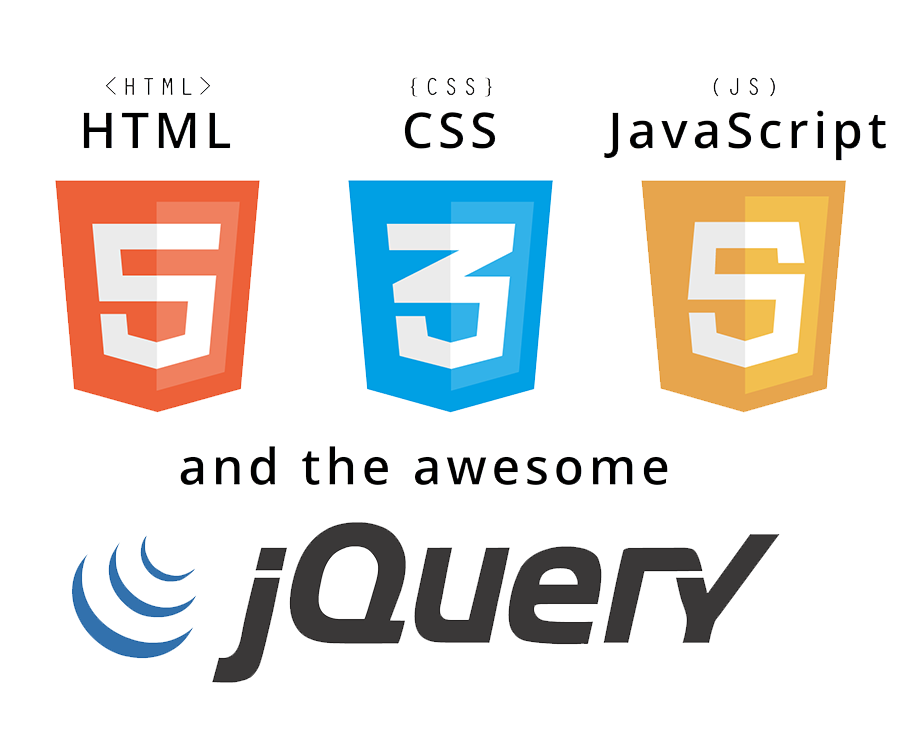 <HTML> {CSS} (JS)
HTML CSS JavaScript
5 3 5
and the awesome
jQuery